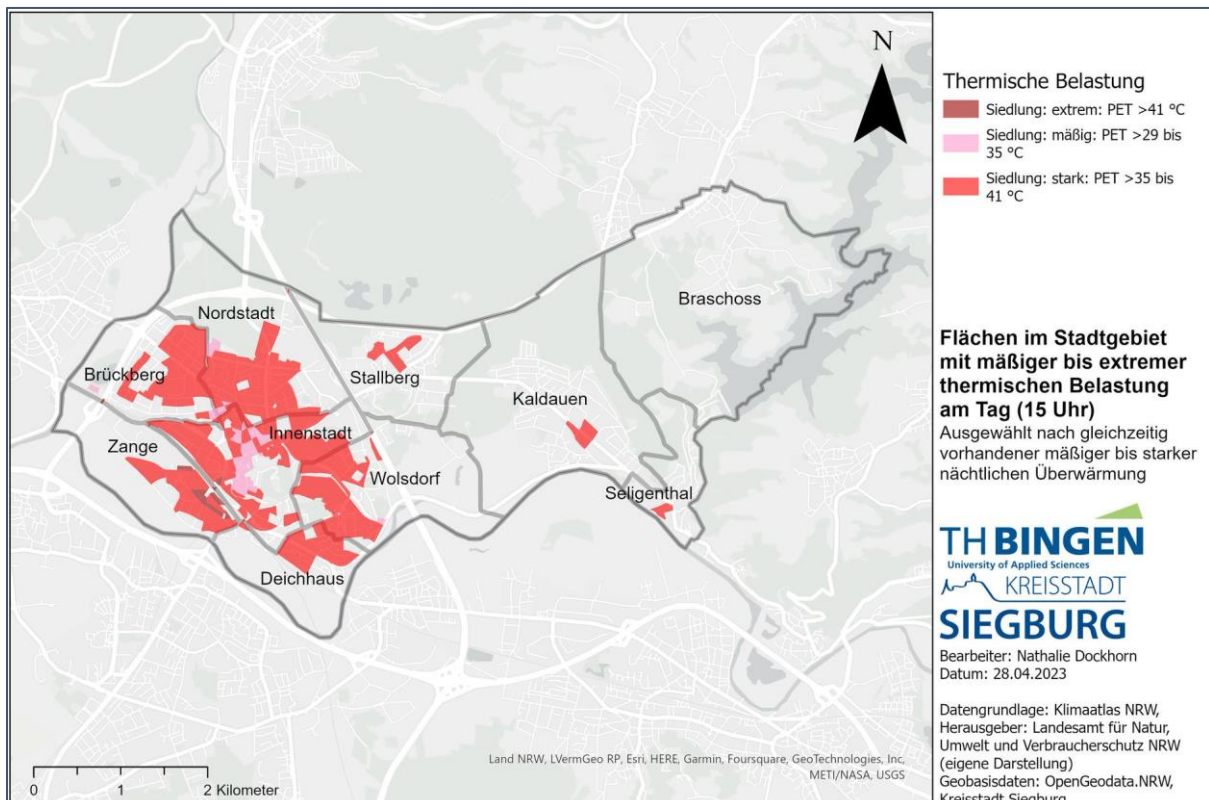 N
Nordstadt
Brückberg
Zange
Innenstadt
Stallberg
Wolsdorf
Deichhaus
Kaldauen
Seligenthal
Braschoss
0 1 2 Kilometer
Land NRW, LVermGeo RP, Esri, HERE, Garmin, Foursquare, GeoTechnologies, Inc,
METI/NASA, USGS
Thermische Belastung
Siedlung: extrem: PET >41 °C
Siedlung: mäßig: PET >29 bis
35 °C
Siedlung: stark: PET >35 bis
41 °C
Flächen im Stadtgebiet
mit mäßiger bis extremer
thermischen Belastung
am Tag (15 Uhr)
Ausgewählt nach gleichzeitig
vorhandener mäßiger bis starker
nächtlichen Überwärmung
TH BINGEN
University of Applied Sciences
KREISSTADT
SIEGBURG
Bearbeiter: Nathalie Dockhorn
Datum: 28.04.2023
Datengrundlage: Klimaatlas NRW,
Herausgeber: Landesamt für Natur,
Umwelt und Verbraucherschutz NRW
(eigene Darstellung)
Geobasisdaten: OpenGeodata.NRW,
Kreisstadt Siegburg